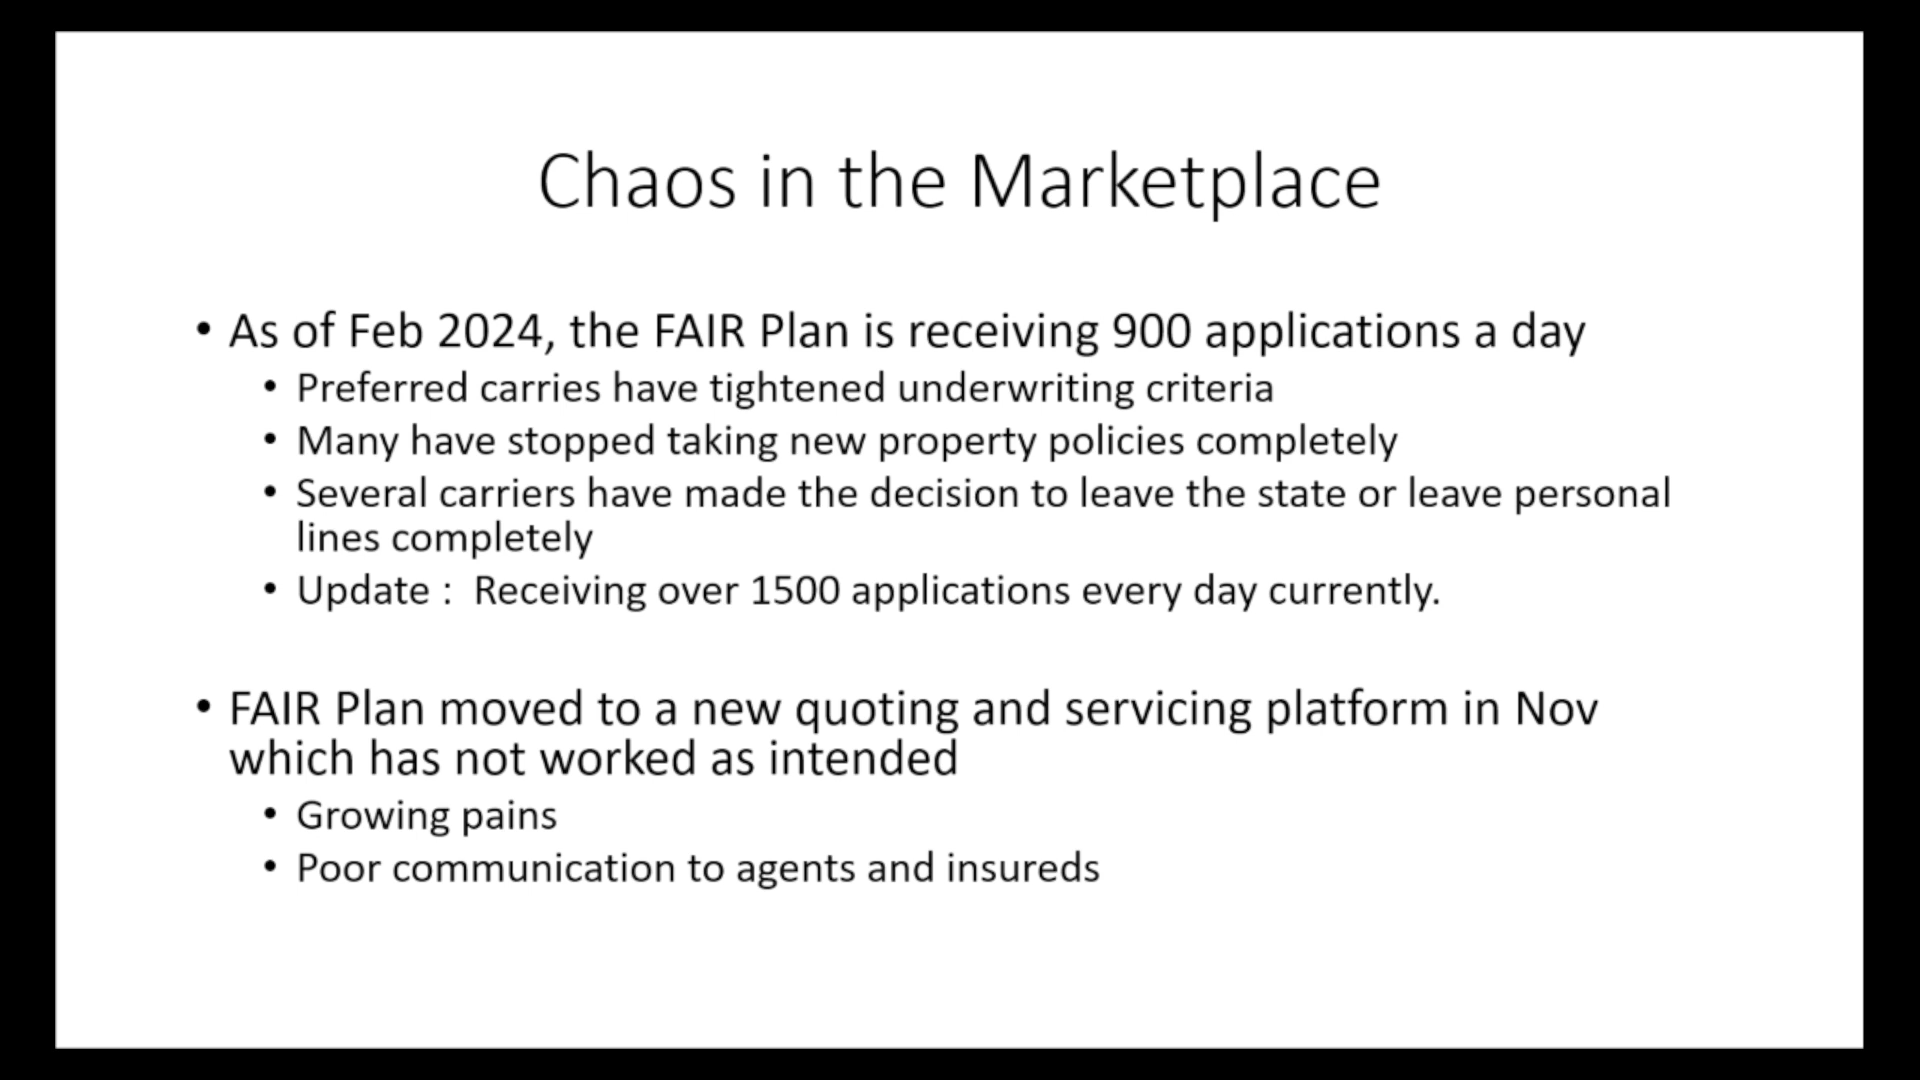 Chaos in the Marketplace
• As of Feb 2024, the FAIR Plan is receiving 900 applications a day
• Preferred carries have tightened underwriting criteria
• Many have stopped taking new property policies completely
• Several carriers have made the decision to leave the state or leave personal
lines completely
• Update :  Receiving over 1500 applications every day currently.
• FAIR Plan moved to a new quoting and servicing platform in Nov
which has not worked as intended
• Growing pains
• Poor communication to agents and insureds